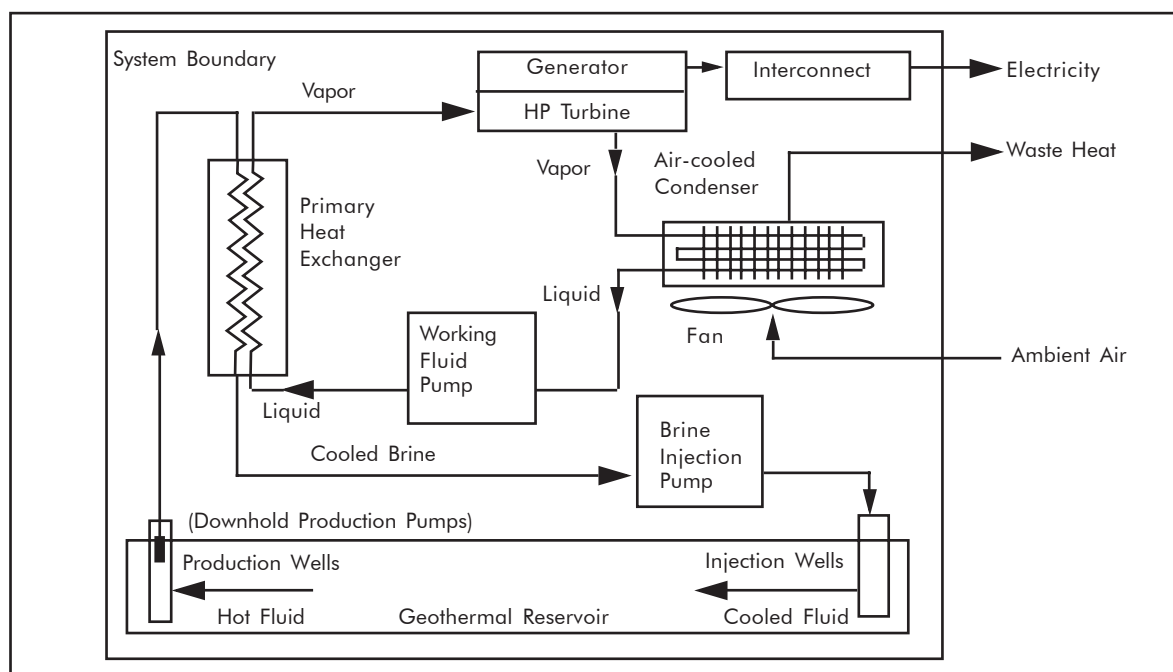 System Boundary
Vapor
Generator
HP Turbine
Interconnect
Electricity
Vapor
Air-cooled
Condenser
Waste Heat
Primary
Heat
Exchanger
Liquid
Working
Fluid
Pump
Fan
Ambient Air
Liquid
Cooled Brine
Brine
Injection
Pump
(Downhold Production Pumps)
Production Wells
Injection Wells
Hot Fluid
Geothermal Reservoir
Cooled Fluid